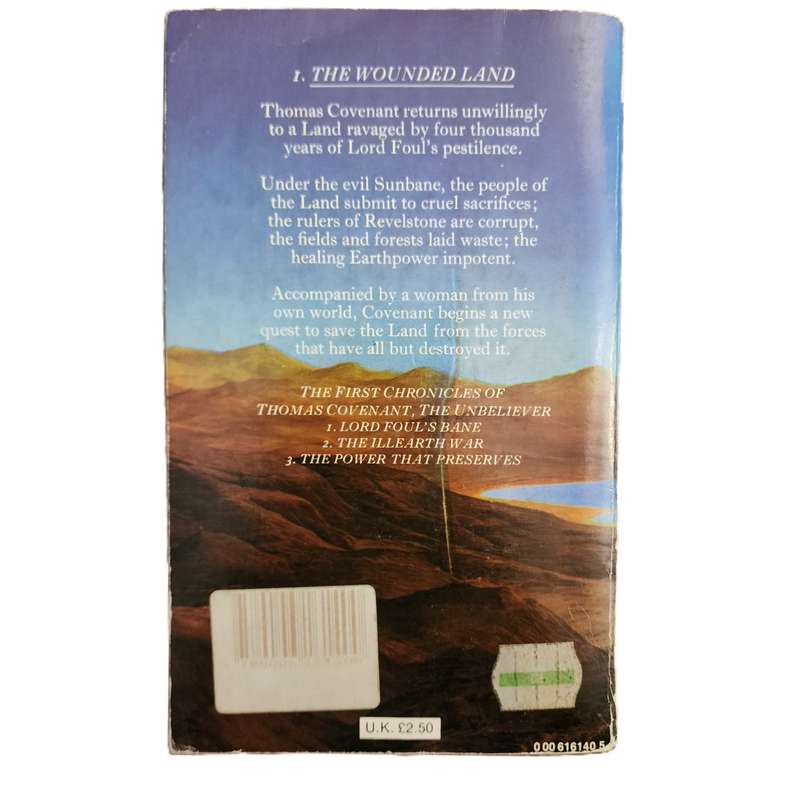 1. THE WOUNDED LAND
Thomas Covenant returns unwillingly
to a Land ravaged by four thousand
years of Lord Foul's pestilence.
Under the evil Sunbane, the people of
the Land submit to cruel sacrifices;
the rulers of Revelstone are corrupt,
the fields and forests laid waste; the
healing Earthpower impotent.
Accompanied by a woman from his
own world, Covenant begins a new
quest to save the Land from the forces
that have all but destroyed it.
THE FIRST CHRONICLES OF
THOMAS COVENANT, THE UNBELIEVER
1. LORD FOUL'S BANE
2. THE ILLEARTH WAR
3. THE POWER THAT PRESERVES
U.K. £2.50
0 00 616140 5